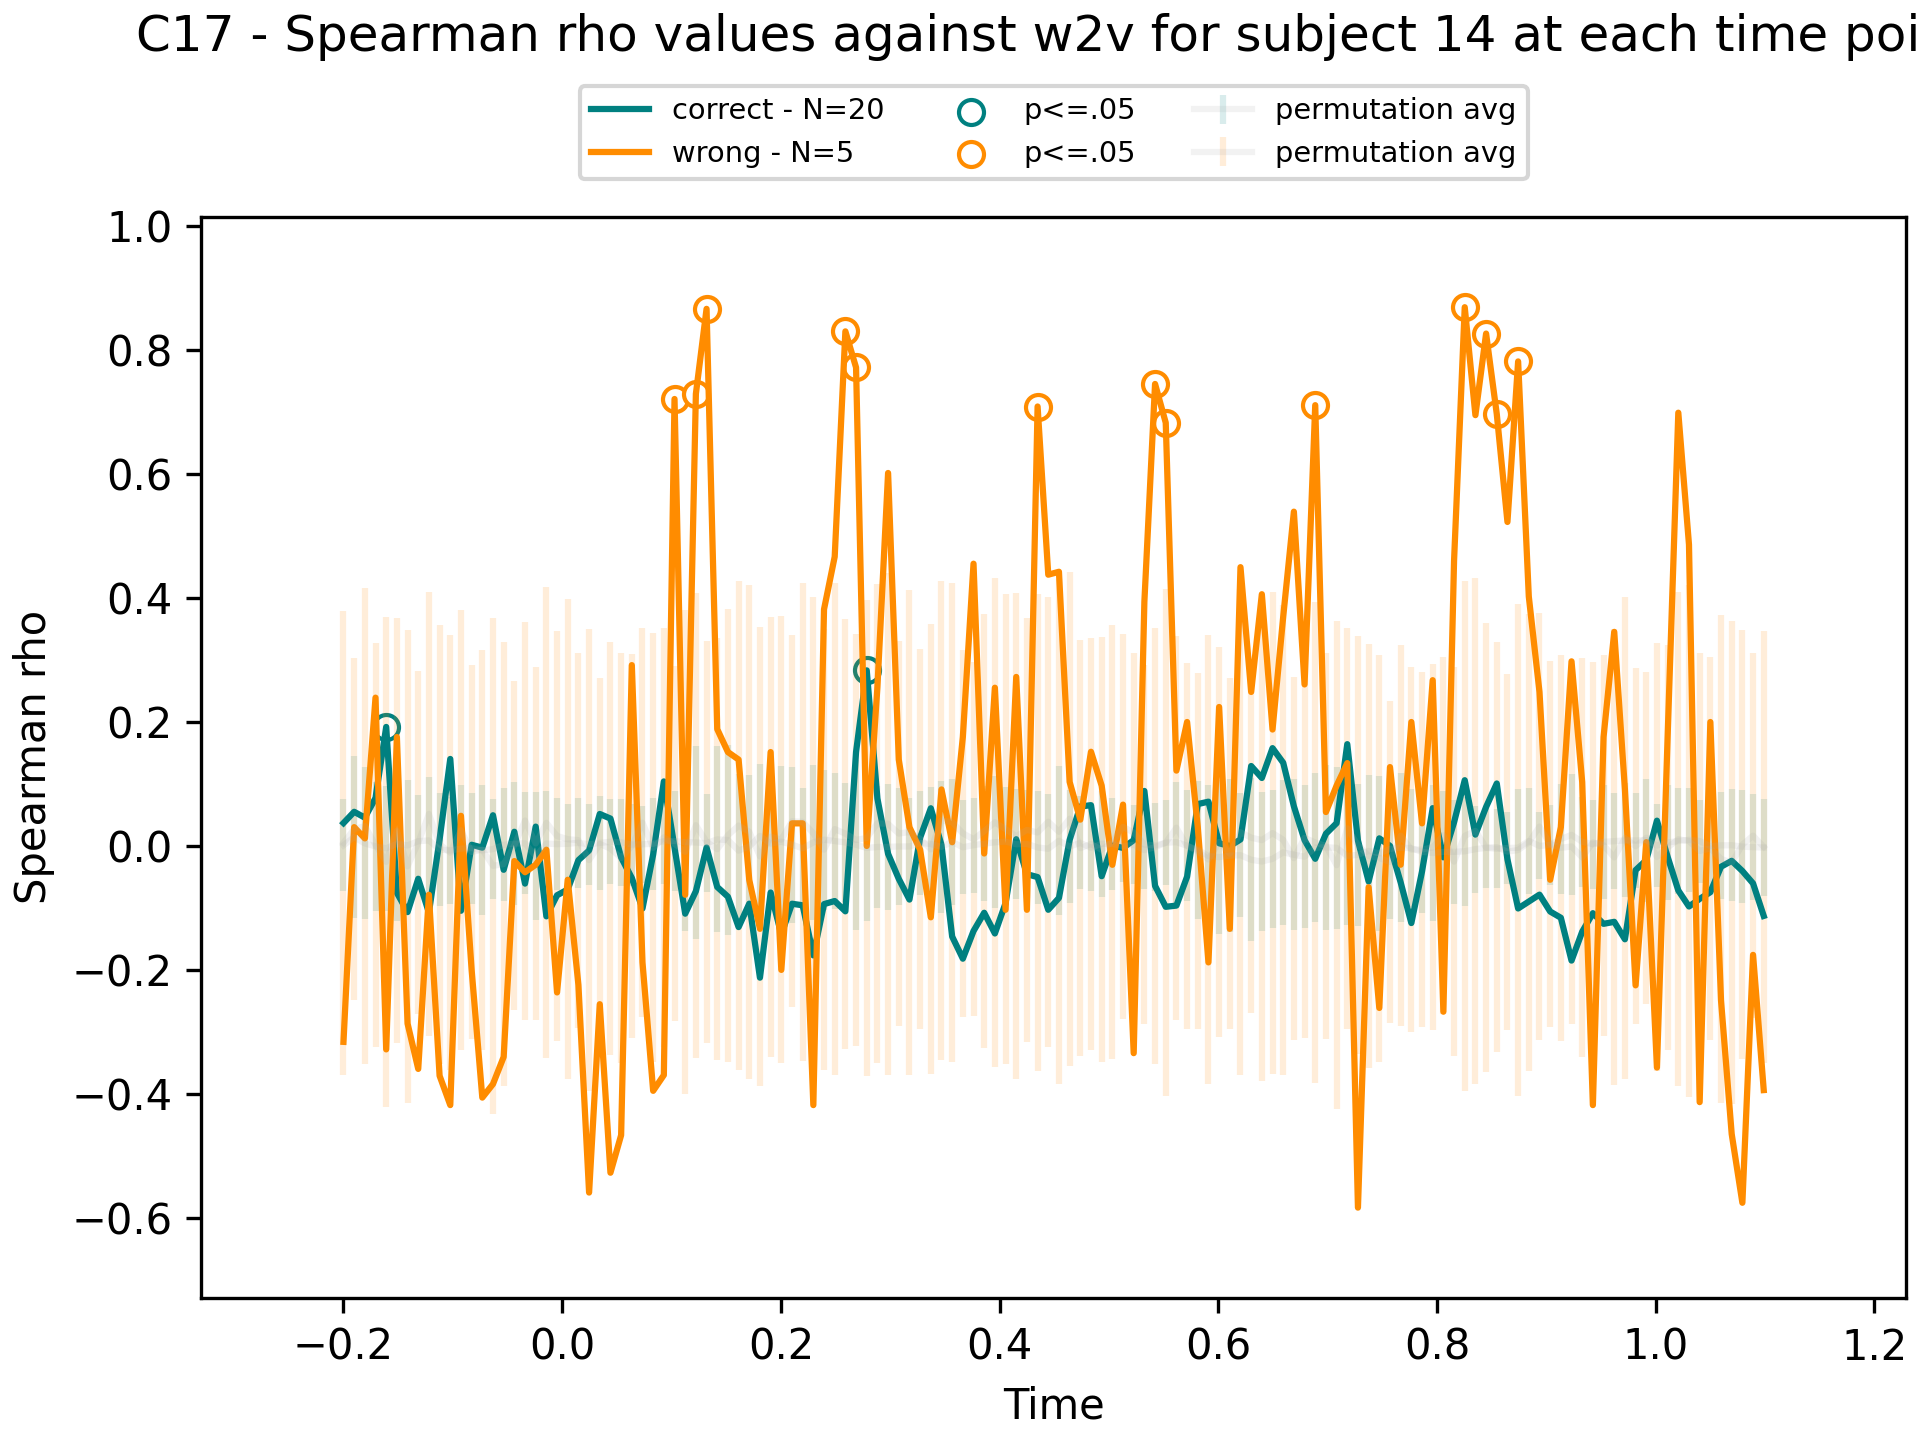 C17 - Spearman rho values against w2v for subject 14 at each time poi
correct - N=20
p<=.05
permutation avg
wrong - N=5
p<=.05
permutation avg
1.0
0.8
0.6
0.4
0.2
0.0
−0.2
−0.4
−0.6
Spearman rho
−0.2 0.0 0.2 0.4 0.6 0.8 1.0 1.2
Time